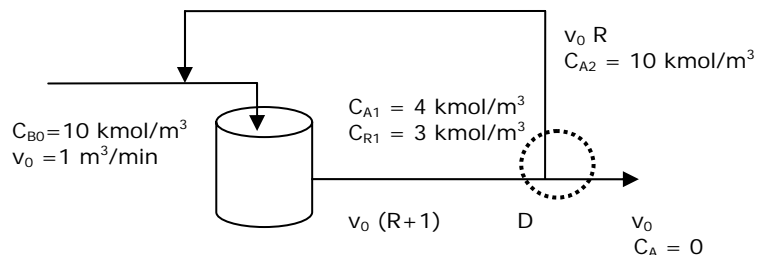 v₀ R
C_A2 = 10 kmol/m³
C_B0=10 kmol/m³
v₀ =1 m³/min
C_A1 = 4 kmol/m³
C_R1 = 3 kmol/m³
v₀ (R+1)
D
v₀
C_A = 0